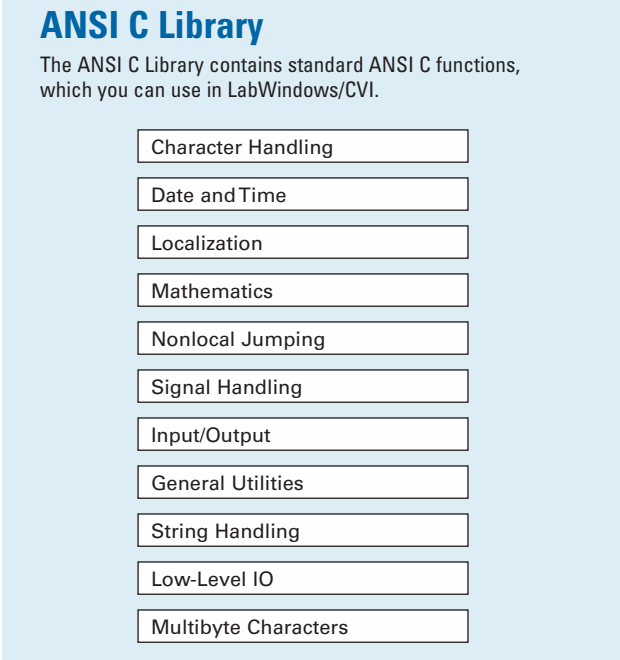 ANSI C Library
The ANSI C Library contains standard ANSI C functions,
which you can use in LabWindows/CVI.
Character Handling
Date and Time
Localization
Mathematics
Nonlocal Jumping
Signal Handling
Input/Output
General Utilities
String Handling
Low-Level IO
Multibyte Characters